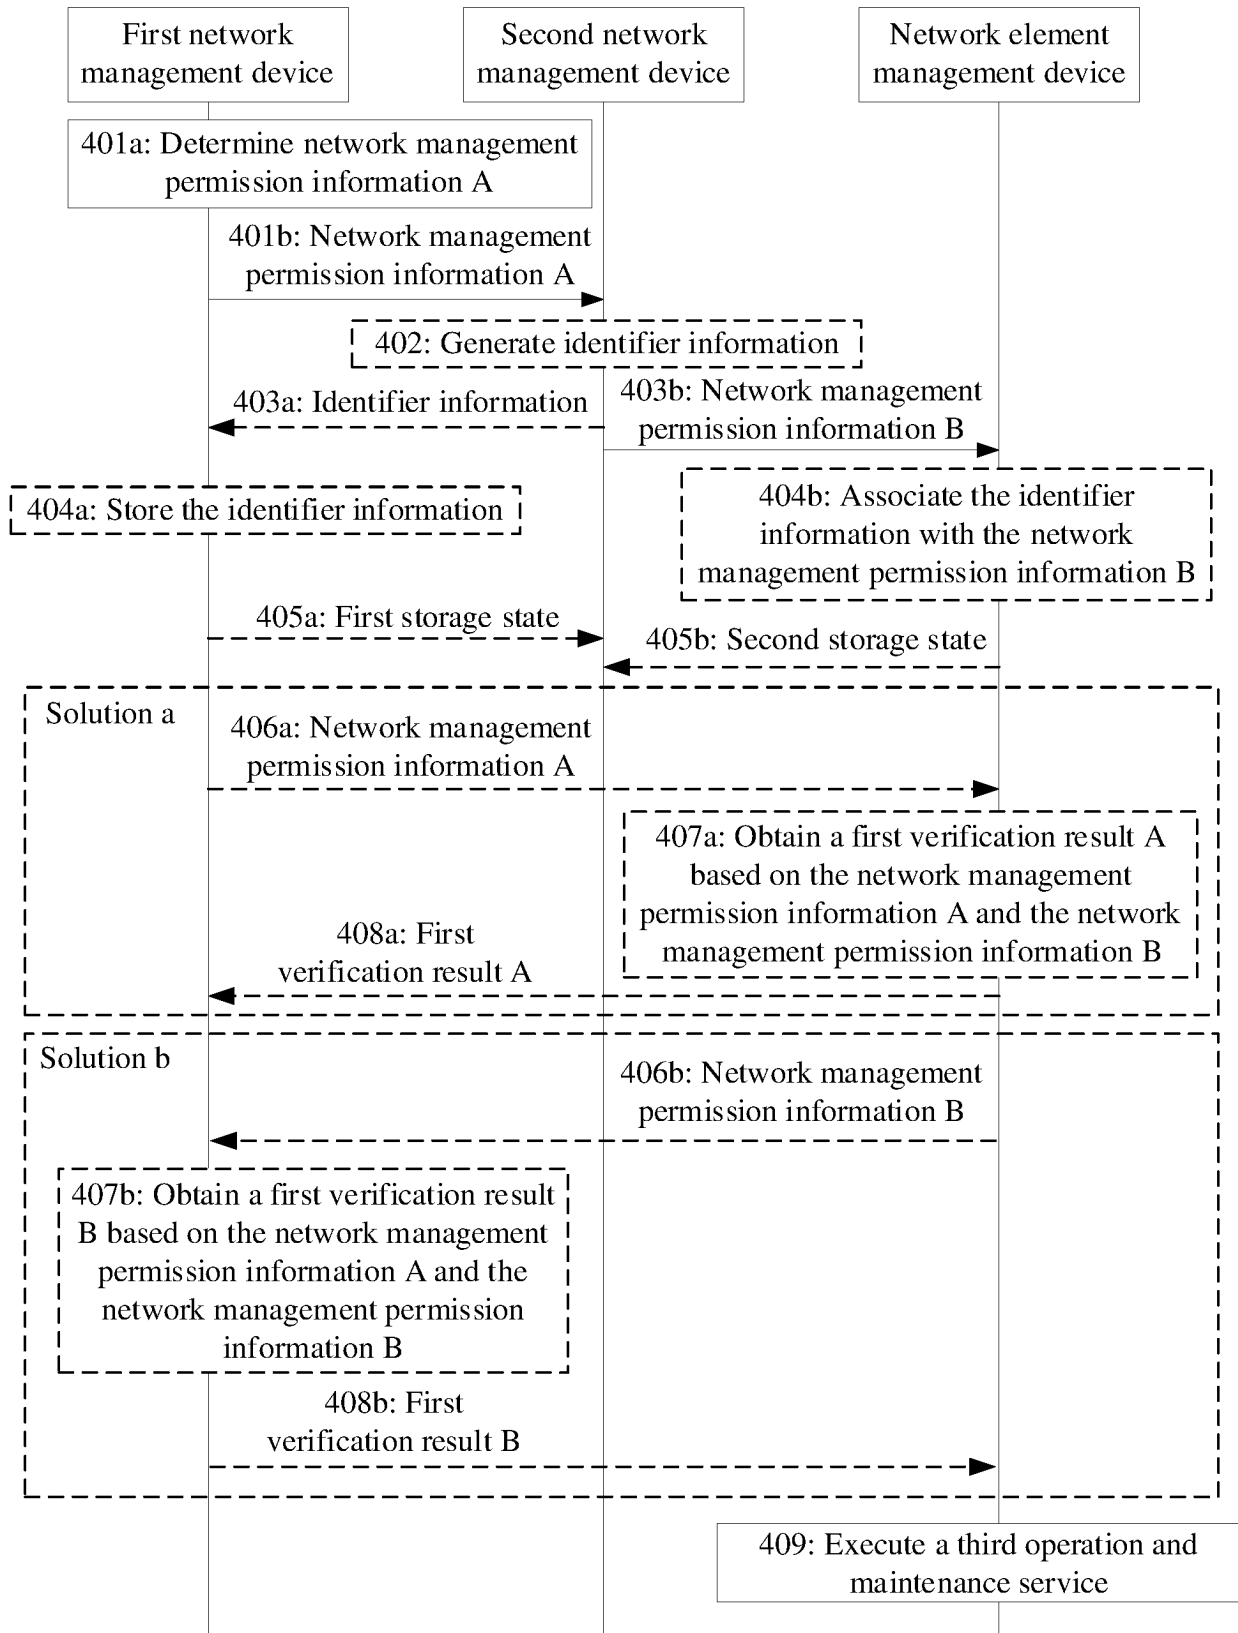 First network
management device
Second network
management device
Network element
management device
401a: Determine network management
permission information A
401b: Network management
permission information A
402: Generate identifier information
403a: Identifier information
403b: Network management
permission information B
404a: Store the identifier information
404b: Associate the identifier
information with the network
management permission information B
405a: First storage state
405b: Second storage state
Solution a
406a: Network management
permission information A
407a: Obtain a first verification result A
based on the network management
permission information A and the network
management permission information B
408a: First
verification result A
Solution b
406b: Network management
permission information B
407b: Obtain a first verification result
B based on the network management
permission information A and the
network management permission
information B
408b: First
verification result B
409: Execute a third operation and
maintenance service